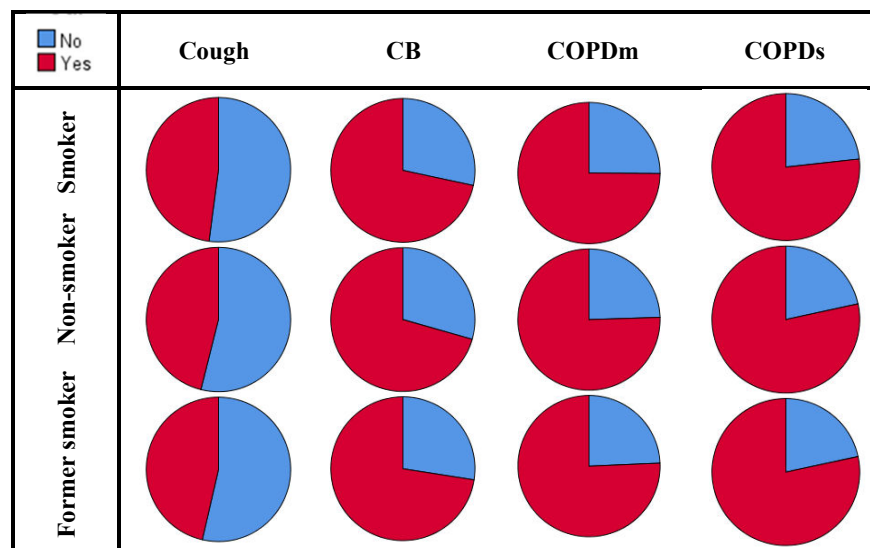 No
Yes
Cough
CB
COPDm
COPDs
Smoker
Non-smoker
Former smoker